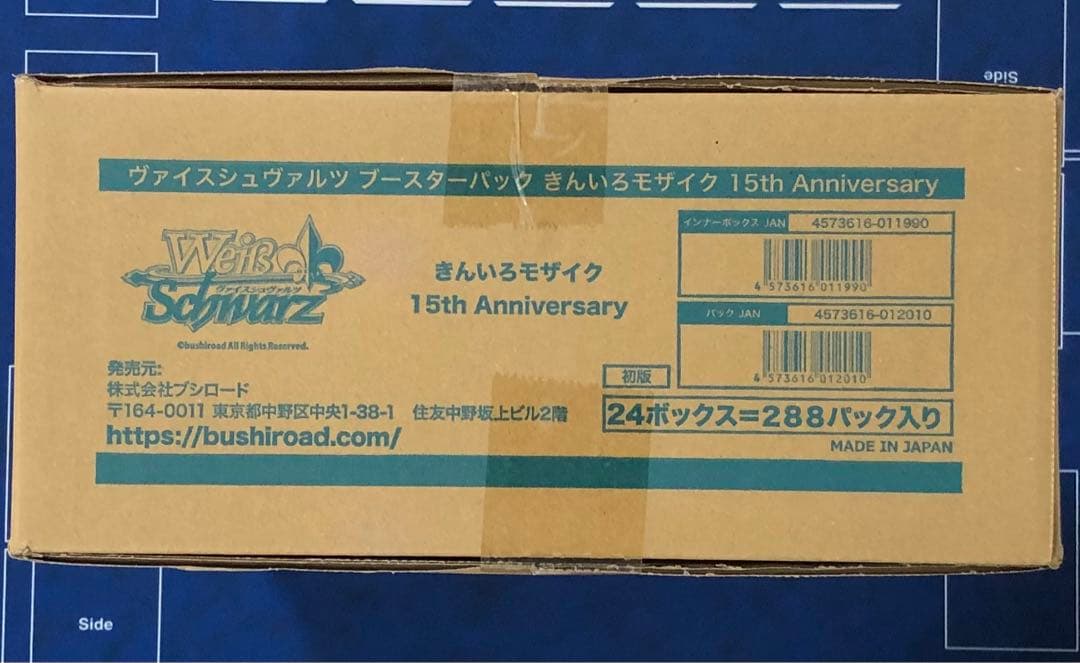 Side
ヴァイスシュヴァルツ ブースターパック きんいろモザイク 15th Anniversary
Weiß
ヴァイスシュヴァルツ
Schwarz
©bushiroad All Rights Reserved.
きんいろモザイク
15th Anniversary
インナーボックス JAN 4573616-011990
4 573616 011990
パック JAN 4573616-012010
4 573616 012010
発売元:
株式会社ブシロード
〒164-0011 東京都中野区中央1-38-1 住友中野坂上ビル2階
https://bushiroad.com/
初版
24ボックス=288パック入り
MADE IN JAPAN
Side